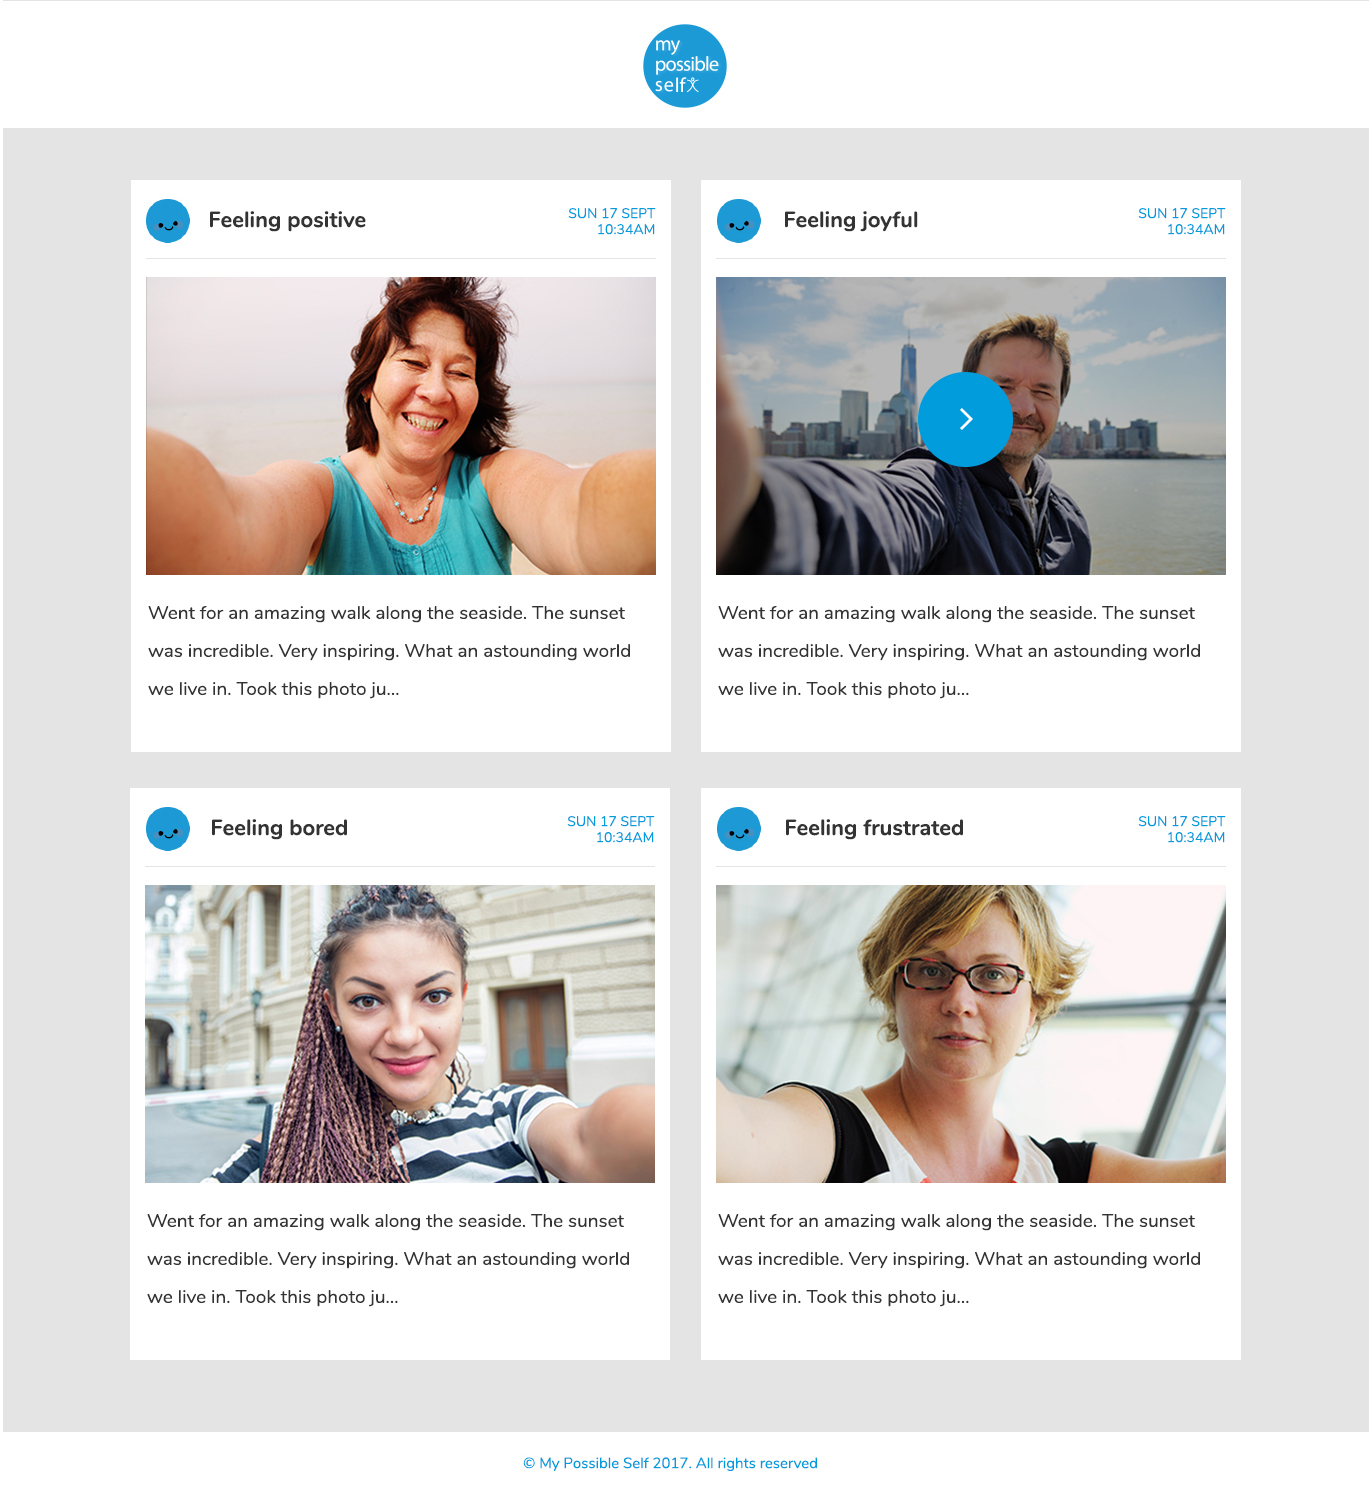 my
possible
self
Feeling positive
SUN 17 SEPT
10:34AM
Went for an amazing walk along the seaside. The sunset
was incredible. Very inspiring. What an astounding world
we live in. Took this photo ju...
Feeling joyful
SUN 17 SEPT
10:34AM
Went for an amazing walk along the seaside. The sunset
was incredible. Very inspiring. What an astounding world
we live in. Took this photo ju...
Feeling bored
SUN 17 SEPT
10:34AM
Went for an amazing walk along the seaside. The sunset
was incredible. Very inspiring. What an astounding world
we live in. Took this photo ju...
Feeling frustrated
SUN 17 SEPT
10:34AM
Went for an amazing walk along the seaside. The sunset
was incredible. Very inspiring. What an astounding world
we live in. Took this photo ju...
© My Possible Self 2017. All rights reserved